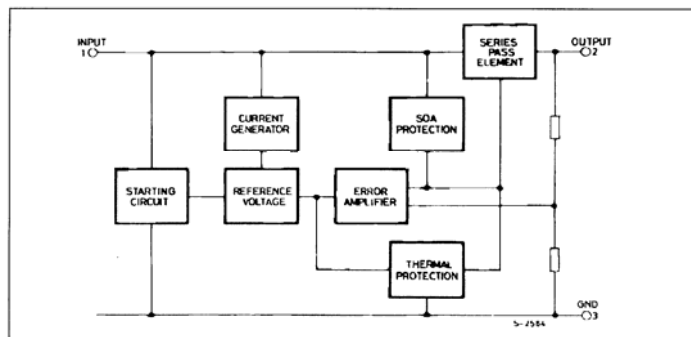 INPUT
1
SERIES
PASS
ELEMENT
OUTPUT
2
CURRENT
GENERATOR
SOA
PROTECTION
STARTING
CIRCUIT
REFERENCE
VOLTAGE
ERROR
AMPLIFIER
THERMAL
PROTECTION
GND
3
S-2584